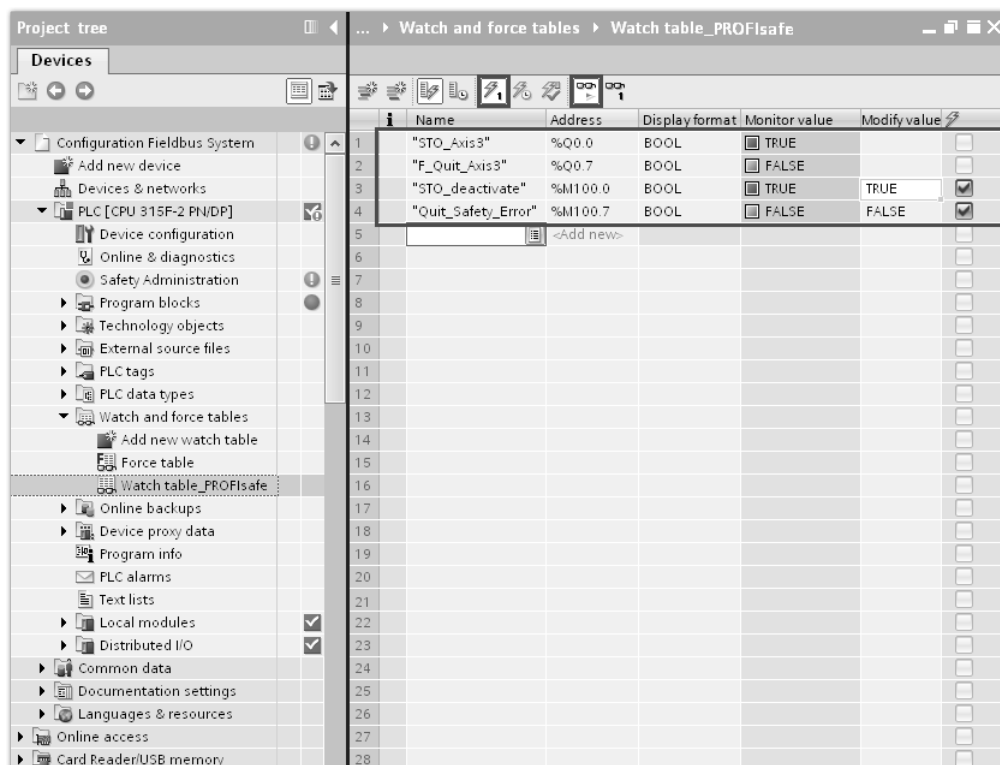 Project tree
Devices
Configuration Fieldbus System
Add new device
Devices & networks
PLC [CPU 315F-2 PN/DP]
Device configuration
Online & diagnostics
Safety Administration
Program blocks
Technology objects
External source files
PLC tags
PLC data types
Watch and force tables
Add new watch table
Force table
Watch table_PROFIsafe
Online backups
Device proxy data
Program info
PLC alarms
Text lists
Local modules
Distributed I/O
Common data
Documentation settings
Languages & resources
Online access
Card Reader/USB memory
... Watch and force tables Watch table_PROFIsafe
i Name Address Display format Monitor value Modify value
1 "STO_Axis3" %Q0.0 BOOL TRUE
2 "F_Quit_Axis3" %Q0.7 BOOL FALSE
3 "STO_deactivate" %M100.0 BOOL TRUE TRUE
4 "Quit_Safety_Error" %M100.7 BOOL FALSE FALSE
5 <Add new>
6
7
8
9
10
11
12
13
14
15
16
17
18
19
20
21
22
23
24
25
26
27
28